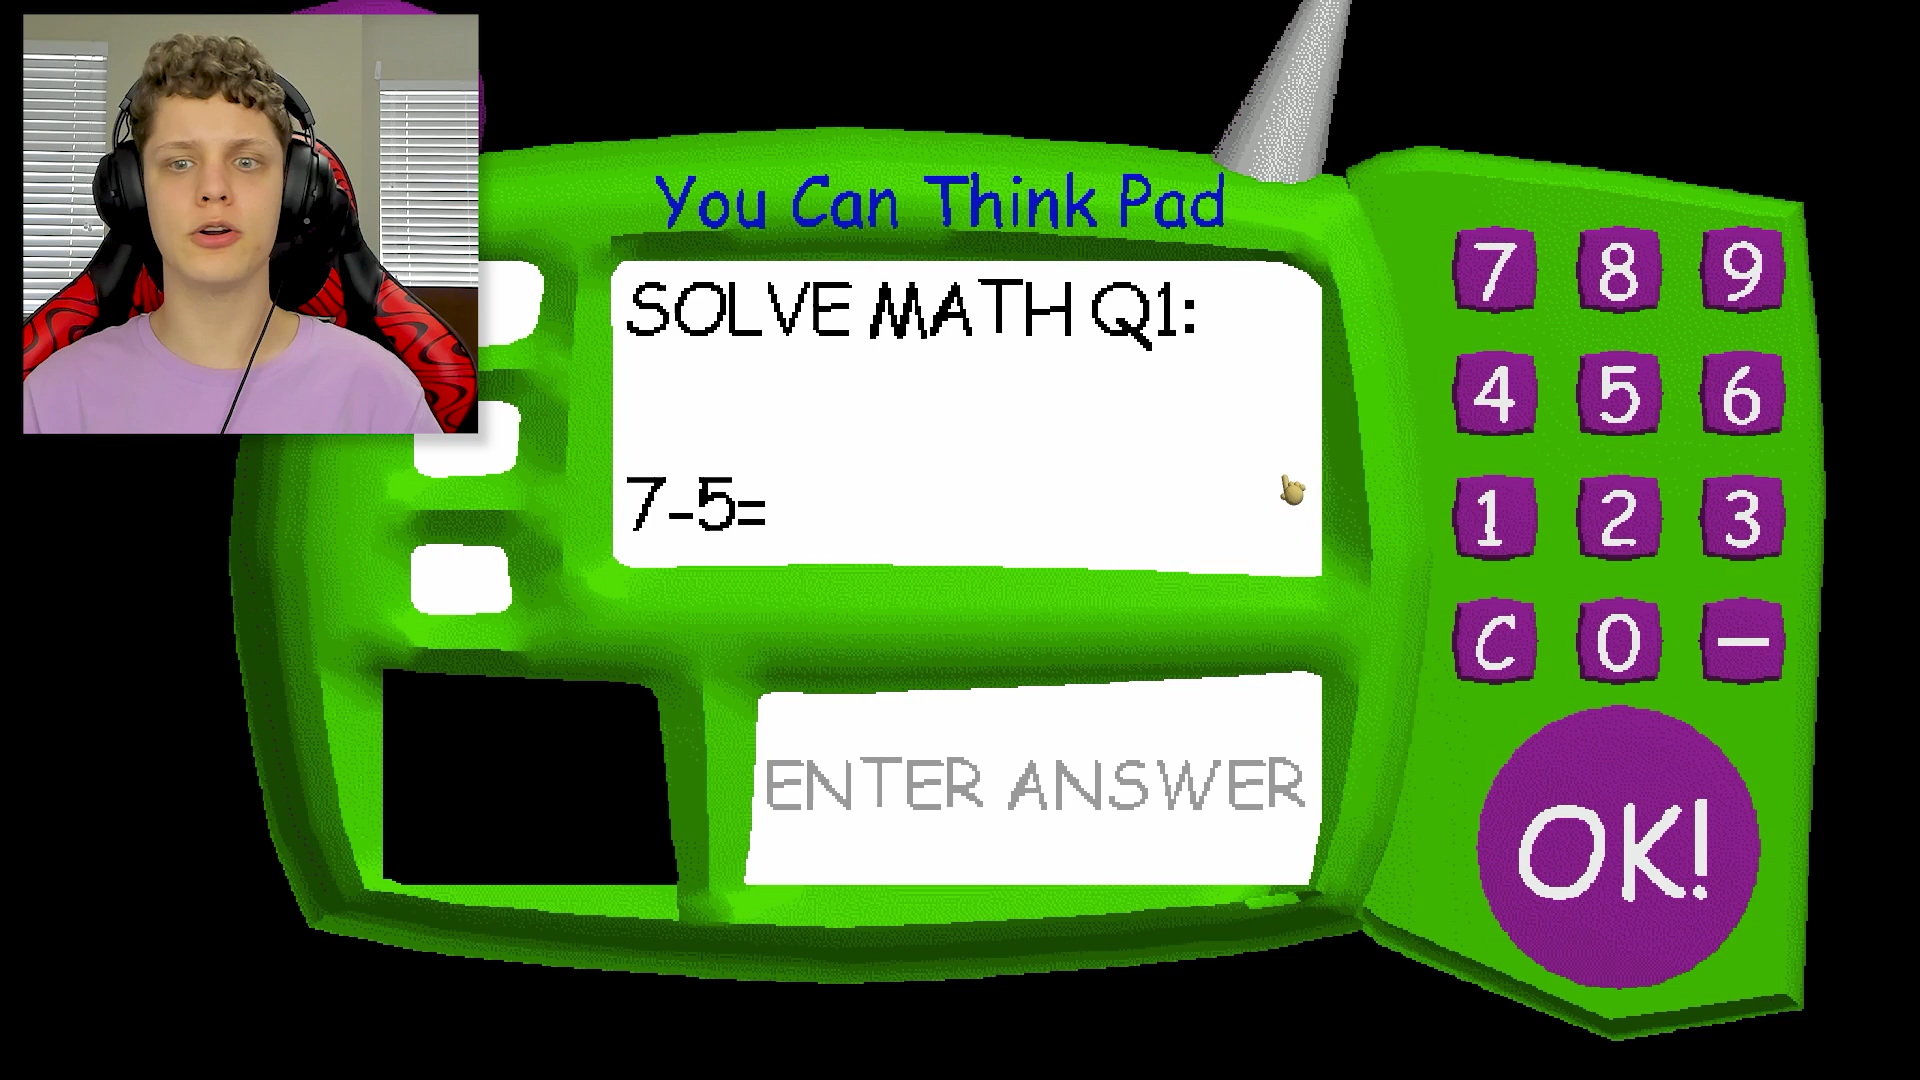 You Can Think Pad
SOLVE MATH Q1:
7-5=
ENTER ANSWER
7 8 9
4 5 6
1 2 3
C 0 -
OK!